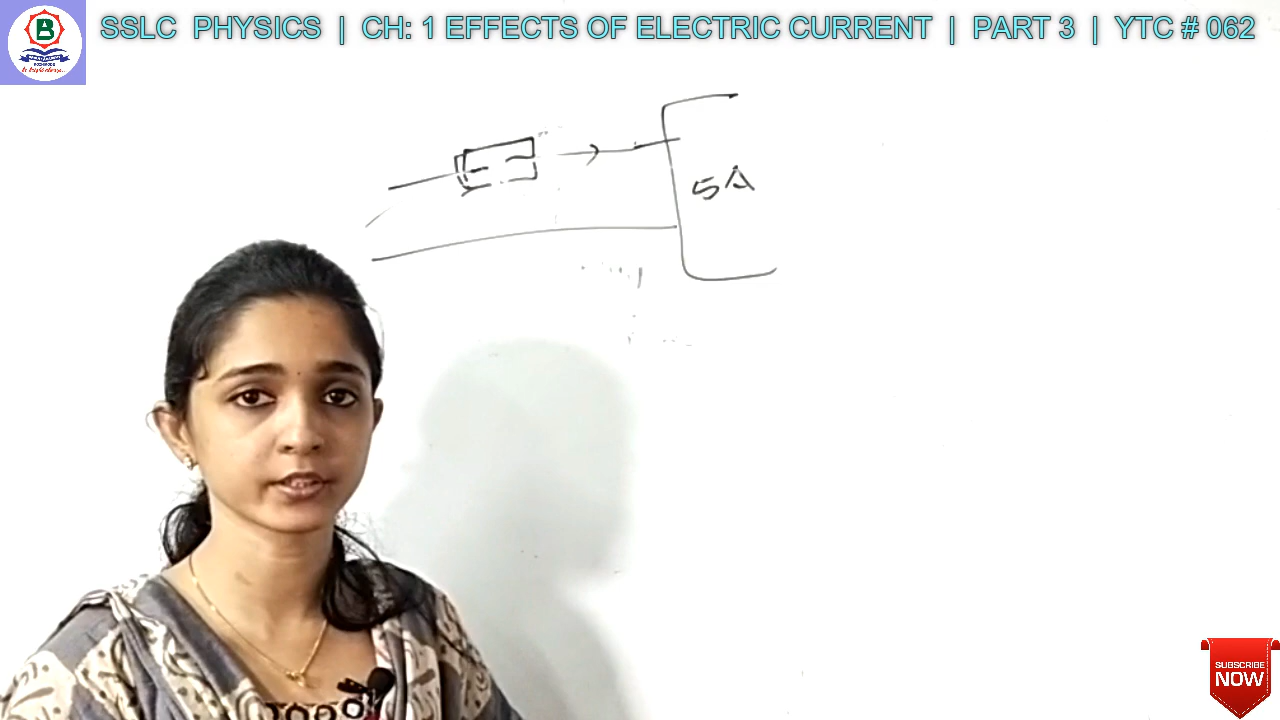 SSLC PHYSICS | CH: 1 EFFECTS OF ELECTRIC CURRENT | PART 3 | YTC # 062
B
5A
SUBSCRIBE
NOW